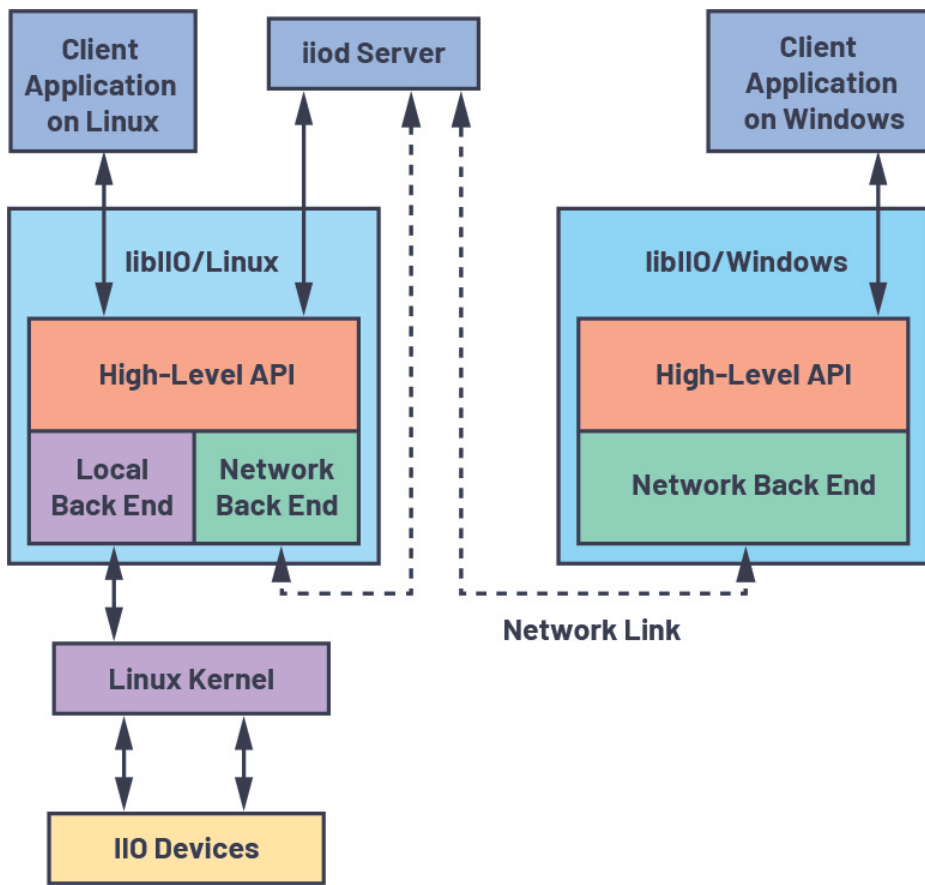 Client
Application
on Linux
iiod Server
Client
Application
on Windows
libIIO/Linux
libIIO/Windows
High-Level API
High-Level API
Local
Back End
Network
Back End
Network Back End
Network Link
Linux Kernel
IIO Devices